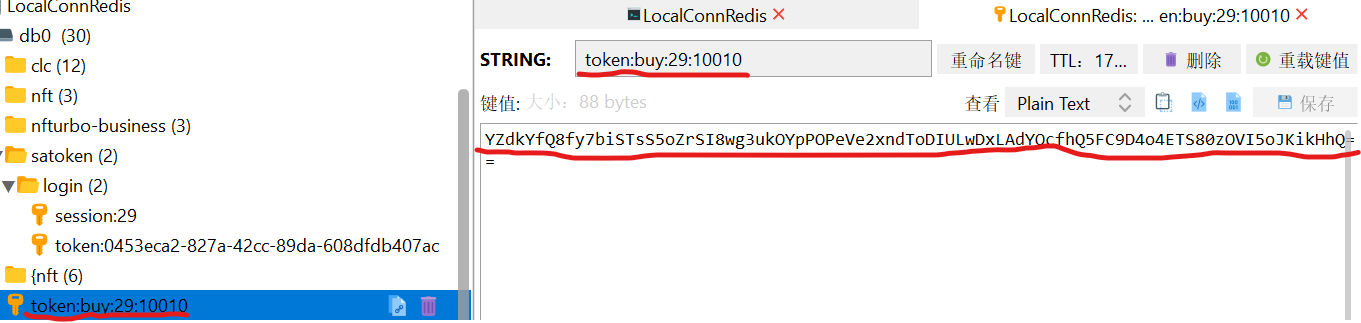 LocalConnRedis
db0 (30)
clc (12)
nft (3)
nfturbo-business (3)
satoken (2)
login (2)
session:29
token:0453eca2-827a-42cc-89da-608dfdb407ac
{nft (6)
token:buy:29:10010
LocalConnRedis
LocalConnRedis: ... en:buy:29:10010
STRING:
token:buy:29:10010
重命名键
TTL：17...
删除
重载键值
键值: 大小：88 bytes
查看
Plain Text
保存
YZdkYfQ8fy7biSTsS5oZrSI8wg3ukOYpPOPeVe2xndToDIULwDxLAdYOcfhQ5FC9D4o4ETS80zOVI5oJKikHhQ=
=